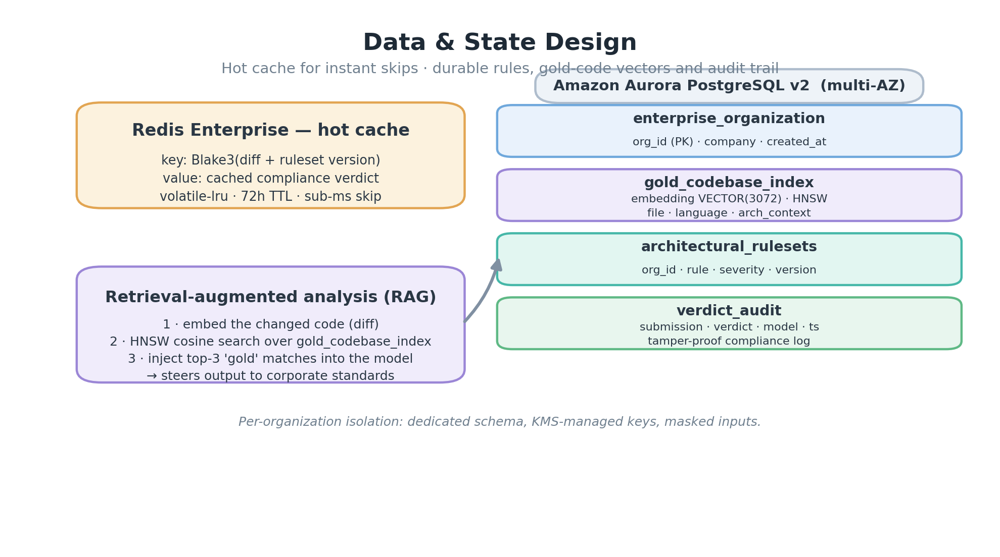 Data & State Design
Hot cache for instant skips · durable rules, gold-code vectors and audit trail
Amazon Aurora PostgreSQL v2  (multi-AZ)
Redis Enterprise — hot cache
key: Blake3(diff + ruleset version)
value: cached compliance verdict
volatile-lru · 72h TTL · sub-ms skip
Retrieval-augmented analysis (RAG)
1 · embed the changed code (diff)
2 · HNSW cosine search over gold_codebase_index
3 · inject top-3 'gold' matches into the model
→ steers output to corporate standards
enterprise_organization
org_id (PK) · company · created_at
gold_codebase_index
embedding VECTOR(3072) · HNSW
file · language · arch_context
architectural_rulesets
org_id · rule · severity · version
verdict_audit
submission · verdict · model · ts
tamper-proof compliance log
Per-organization isolation: dedicated schema, KMS-managed keys, masked inputs.